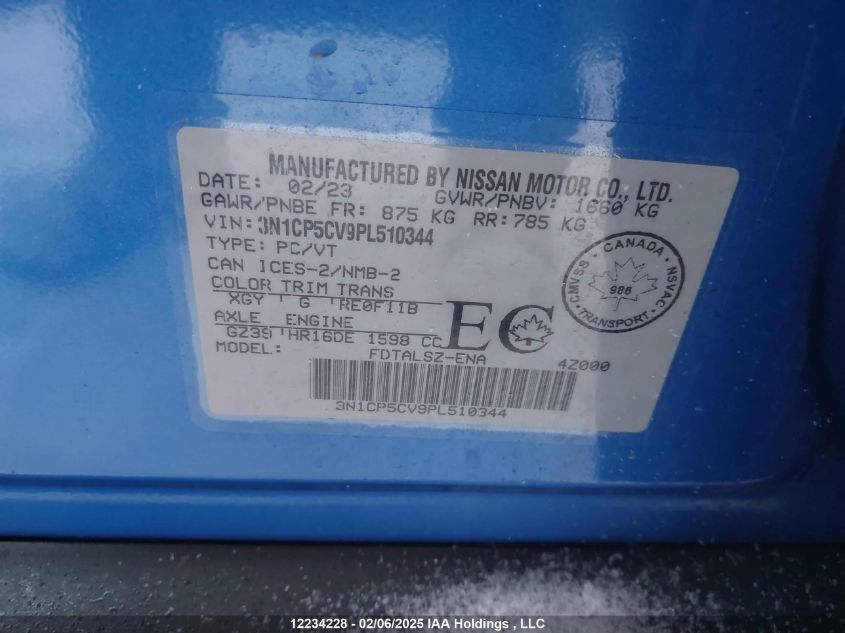 MANUFACTURED BY NISSAN MOTOR CO., LTD.
DATE: 02/23 GVWR/PNBV: 1660 KG
GAWR/PNBE FR: 875 KG RR: 785 KG
VIN: 3N1CP5CV9PL510344
TYPE: PC/VT
CAN ICES-2/NMB-2
COLOR TRIM TRANS
XGY G RE0F11B
AXLE ENGINE
GZ39 HR16DE 1598 CC
EC
MODEL: FDTALSZ-ENA
4Z000
3N1CP5CV9PL510344
CANADA
CMVSS NSVAC
986
TRANSPORT
12234228 - 02/06/2025 IAA Holdings , LLC